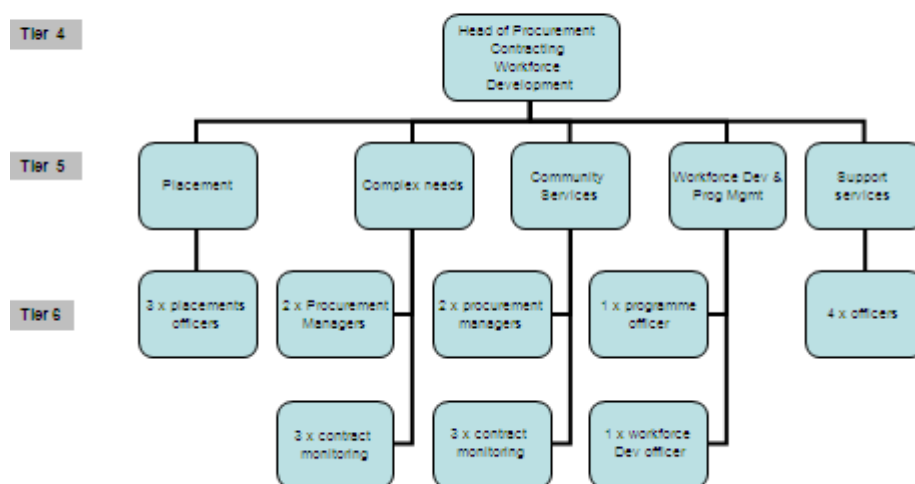 Tier 4
Head of Procurement
Contracting
Workforce
Development
Tier 5
Placement
Complex needs
Community
Services
Workforce Dev &
Prog Mgmt
Support
services
Tier 6
3 x placements
officers
2 x Procurement
Managers
2 x procurement
managers
1 x programme
officer
4 x officers
3 x contract
monitoring
3 x contract
monitoring
1 x workforce
Dev officer